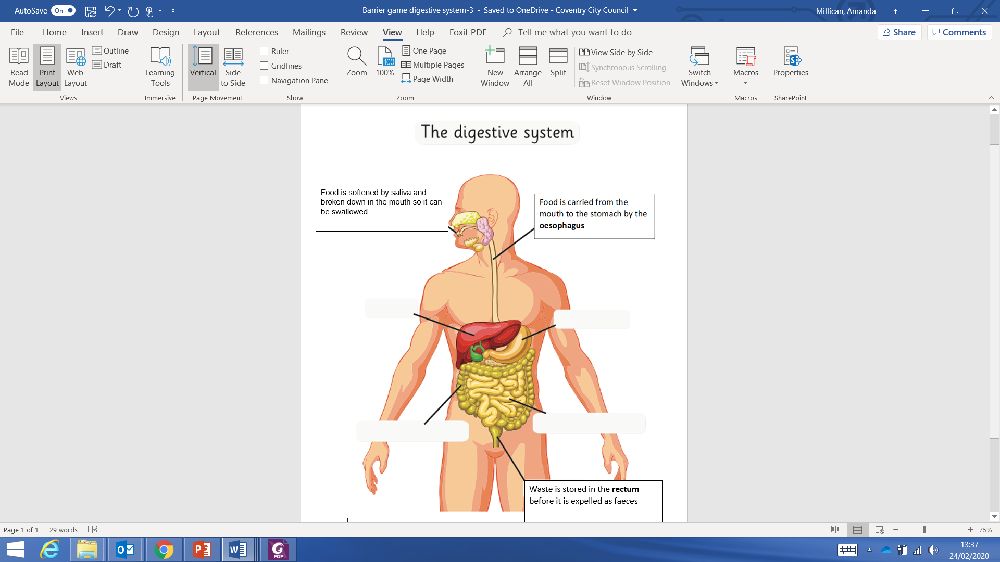 AutoSave On
Barrier game digestive system-3 - Saved to OneDrive - Coventry City Council
Millican, Amanda
File Home Insert Draw Design Layout References Mailings Review View Help Foxit PDF Tell me what you want to do
Share Comments
Read Mode
Print Layout
Web Layout
Outline
Draft
Views
Learning Tools
Immersive
Vertical
Side to Side
Page Movement
Ruler
Gridlines
Navigation Pane
Show
Zoom
100
100%
One Page
Multiple Pages
Page Width
Zoom
New Window
Arrange All
Split
View Side by Side
Synchronous Scrolling
Reset Window Position
Window
Switch Windows
Macros
Macros
Properties
SharePoint
The digestive system
Food is softened by saliva and
broken down in the mouth so it can
be swallowed
Food is carried from the
mouth to the stomach by the
oesophagus
Waste is stored in the rectum
before it is expelled as faeces
Page 1 of 1 29 words
75%
PDF
13:37
24/02/2020